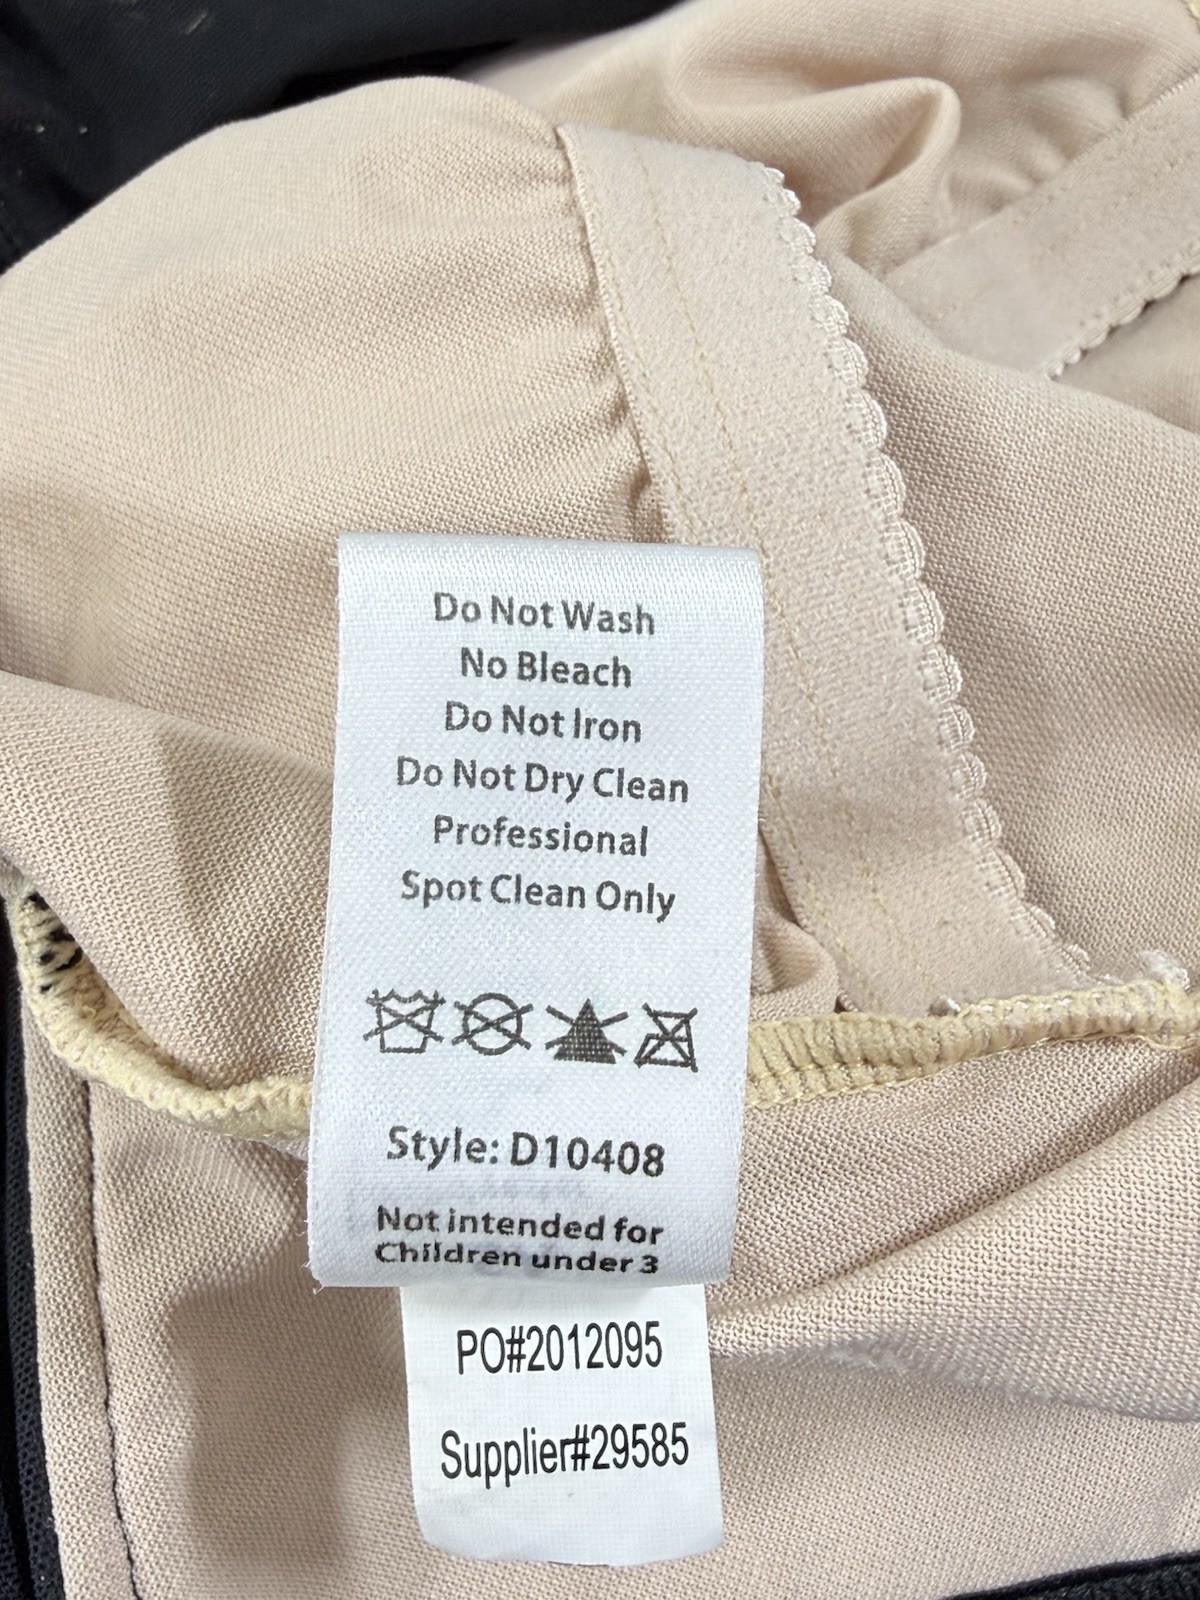 Do Not Wash
No Bleach
Do Not Iron
Do Not Dry Clean
Professional
Spot Clean Only
Style: D10408
Not intended for
Children under 3
PO#2012095
Supplier#29585